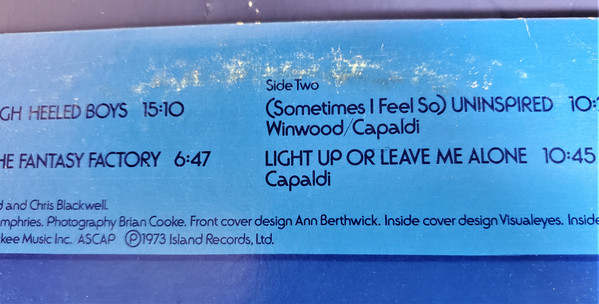 Side Two
GH HEELED BOYS 15:10 (Sometimes I Feel So) UNINSPIRED 10:
Winwood/Capaldi
HE FANTASY FACTORY 6:47 LIGHT UP OR LEAVE ME ALONE 10:45
Capaldi
d and Chris Blackwell.
mphries. Photography Brian Cooke. Front cover design Ann Berthwick. Inside cover design Visualeyes. Inside
kee Music Inc. ASCAP Ⓟ1973 Island Records, Ltd.